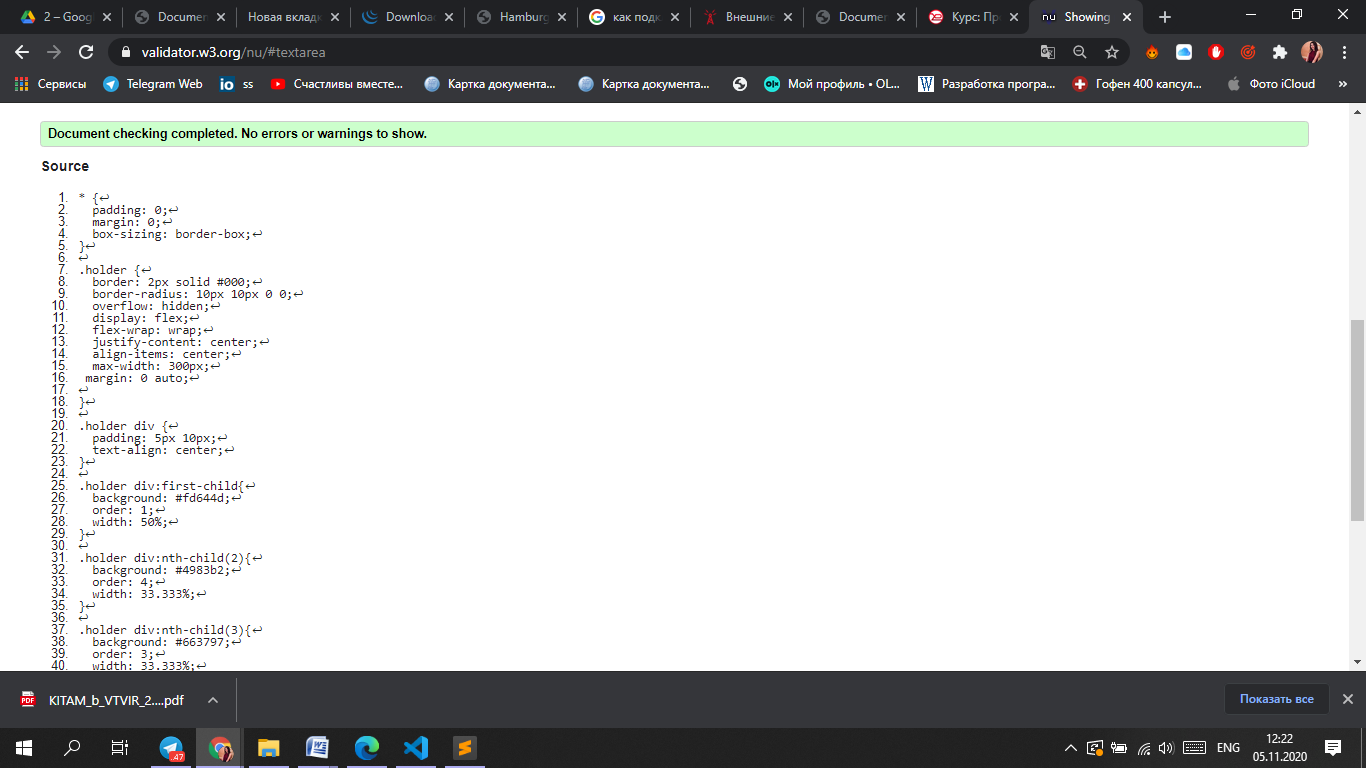 2 – Goog
Documen
Новая вклад
Downloa
Hamburg
как подк
Внешние
Documen
Курс: Пр
nu Showing
validator.w3.org/nu/#textarea
Сервисы
Telegram Web
io ss
Счастливы вместе...
Картка документа...
Картка документа...
olx Мой профиль • OL...
W Разработка програ...
Гофен 400 капсул...
Фото iCloud
»
Document checking completed. No errors or warnings to show.
Source
1. * {↩
2. padding: 0;↩
3. margin: 0;↩
4. box-sizing: border-box;↩
5. }↩
6. ↩
7. .holder {↩
8. border: 2px solid #000;↩
9. border-radius: 10px 10px 0 0;↩
10. overflow: hidden;↩
11. display: flex;↩
12. flex-wrap: wrap;↩
13. justify-content: center;↩
14. align-items: center;↩
15. max-width: 300px;↩
16. margin: 0 auto;↩
17. ↩
18. }↩
19. ↩
20. .holder div {↩
21. padding: 5px 10px;↩
22. text-align: center;↩
23. }↩
24. ↩
25. .holder div:first-child{↩
26. background: #fd644d;↩
27. order: 1;↩
28. width: 50%;↩
29. }↩
30. ↩
31. .holder div:nth-child(2){↩
32. background: #4983b2;↩
33. order: 4;↩
34. width: 33.333%;↩
35. }↩
36. ↩
37. .holder div:nth-child(3){↩
38. background: #663797;↩
39. order: 3;↩
40. width: 33.333%;↩
PDF KITAM_b_VTVIR_2....pdf
Показать все
47
ENG
12:22
05.11.2020